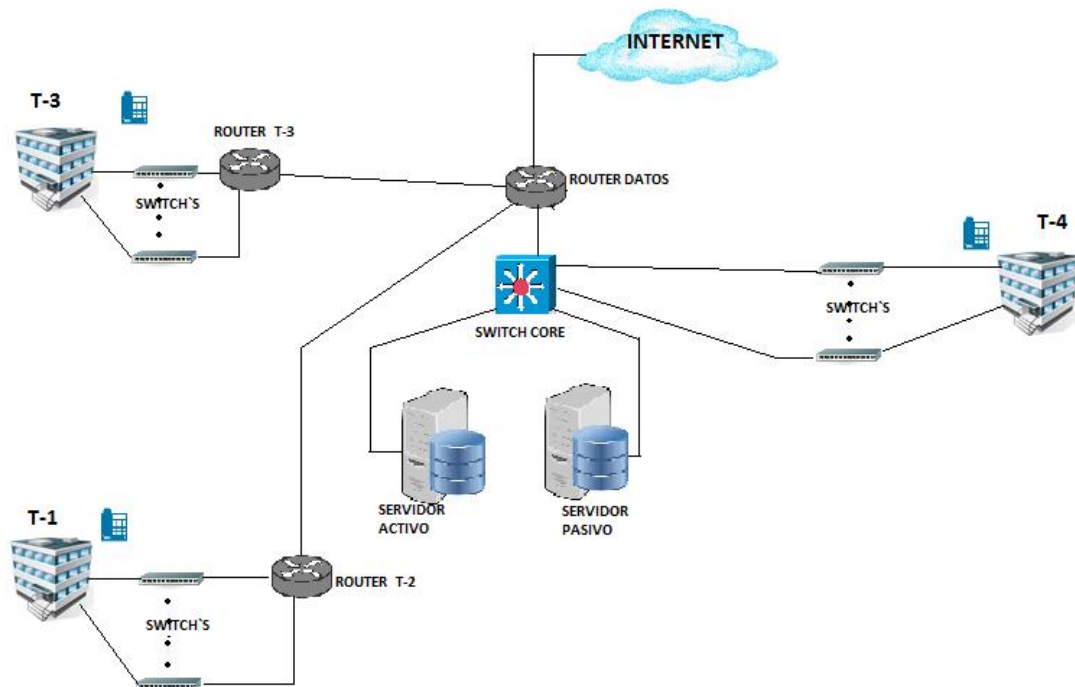 INTERNET
T-3
ROUTER T-3
ROUTER DATOS
SWITCH`S
T-4
SWITCH`S
SWITCH CORE
SERVIDOR
ACTIVO
SERVIDOR
PASIVO
T-1
ROUTER T-2
SWITCH`S